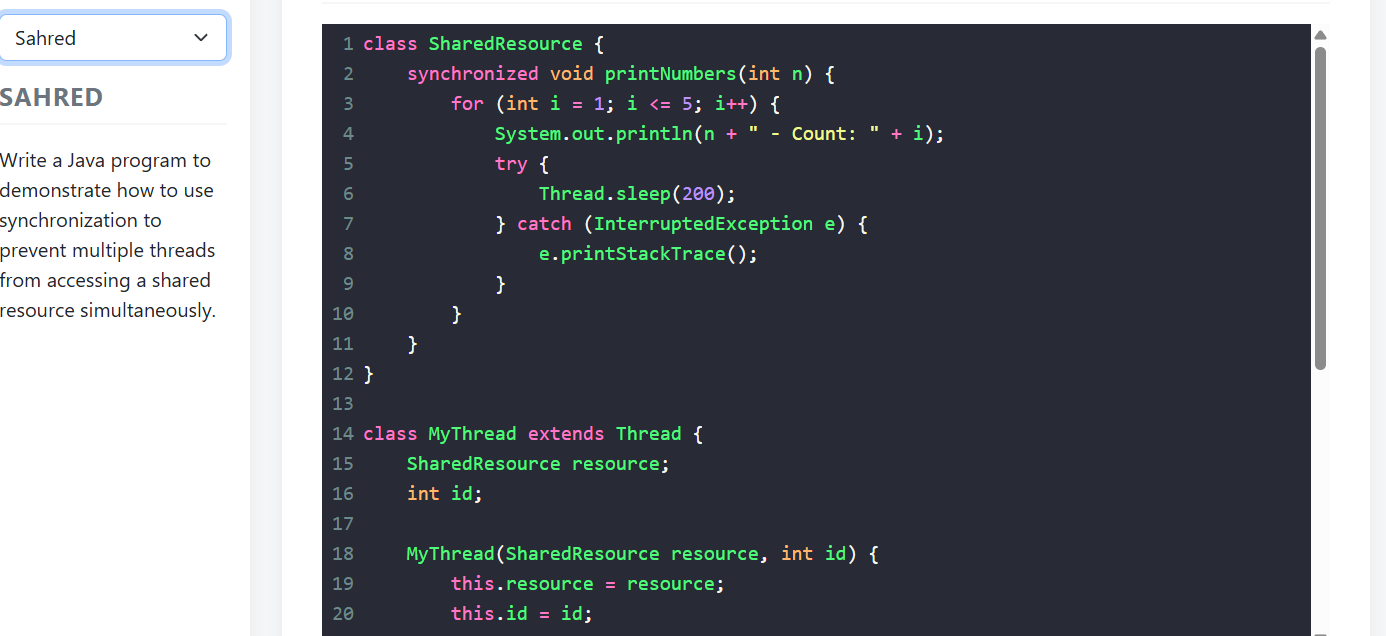 Sahred
SAHRED
Write a Java program to
demonstrate how to use
synchronization to
prevent multiple threads
from accessing a shared
resource simultaneously.
1 class SharedResource {
2     synchronized void printNumbers(int n) {
3         for (int i = 1; i <= 5; i++) {
4             System.out.println(n + " - Count: " + i);
5             try {
6                 Thread.sleep(200);
7             } catch (InterruptedException e) {
8                 e.printStackTrace();
9             }
10         }
11     }
12 }
13
14 class MyThread extends Thread {
15     SharedResource resource;
16     int id;
17
18     MyThread(SharedResource resource, int id) {
19         this.resource = resource;
20         this.id = id;